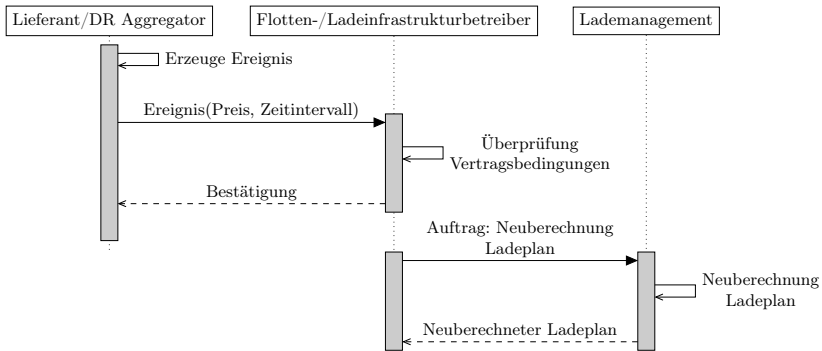 Lieferant/DR Aggregator
Flotten-/Ladeinfrastrukturbetreiber
Lademanagement
Erzeuge Ereignis
Ereignis(Preis, Zeitintervall)
Überprüfung
Vertragsbedingungen
Bestätigung
Auftrag: Neuberechnung
Ladeplan
Neuberechnung
Ladeplan
Neuberechneter Ladeplan